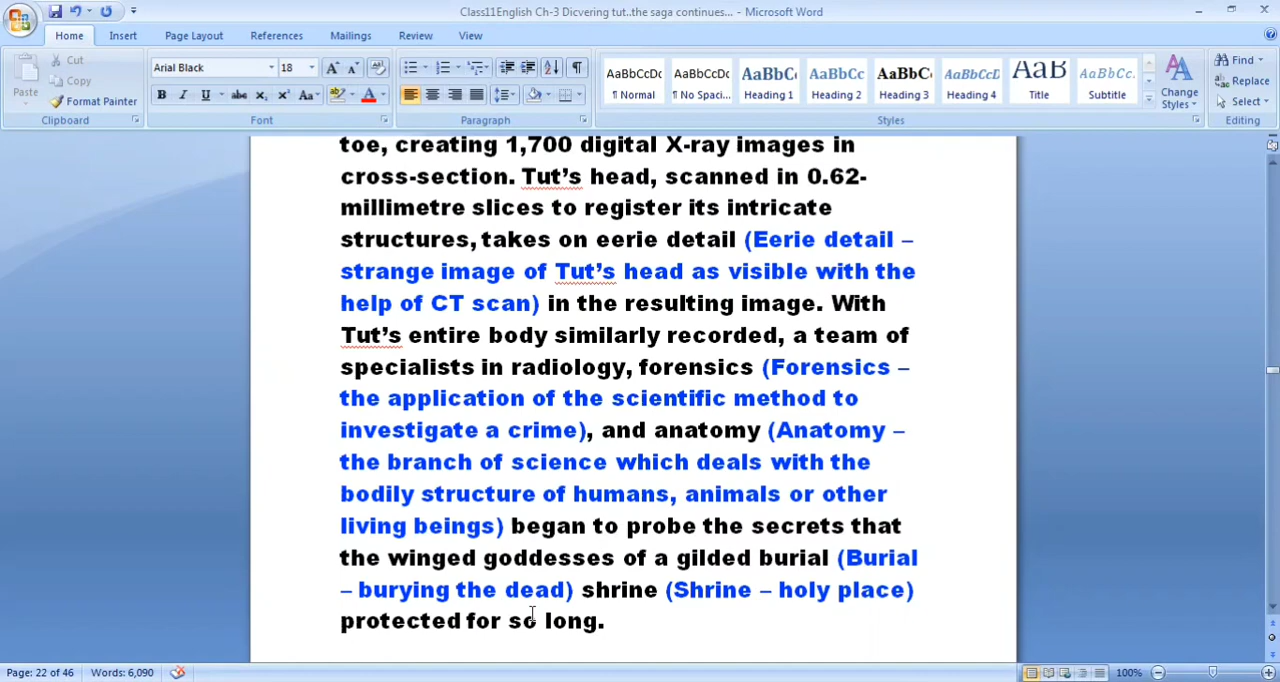 Class11English Ch-3 Dicvering tut..the saga continues... - Microsoft Word
Home Insert Page Layout References Mailings Review View
Paste
Cut
Copy
Format Painter
Clipboard
Arial Black 18
Font
Paragraph
AaBbCcDc AaBbCcDc AaBbC AaBbCc AaBbCc AaBbCcD AaB AaBbCc.
¶ Normal ¶ No Spaci... Heading 1 Heading 2 Heading 3 Heading 4 Title Subtitle
Change Styles
Styles
Find
Replace
Select
Editing
toe, creating 1,700 digital X-ray images in
cross-section. Tut’s head, scanned in 0.62-
millimetre slices to register its intricate
structures, takes on eerie detail (Eerie detail –
strange image of Tut’s head as visible with the
help of CT scan) in the resulting image. With
Tut’s entire body similarly recorded, a team of
specialists in radiology, forensics (Forensics –
the application of the scientific method to
investigate a crime), and anatomy (Anatomy –
the branch of science which deals with the
bodily structure of humans, animals or other
living beings) began to probe the secrets that
the winged goddesses of a gilded burial (Burial
– burying the dead) shrine (Shrine – holy place)
protected for so long.
Page: 22 of 46 Words: 6,090 100%